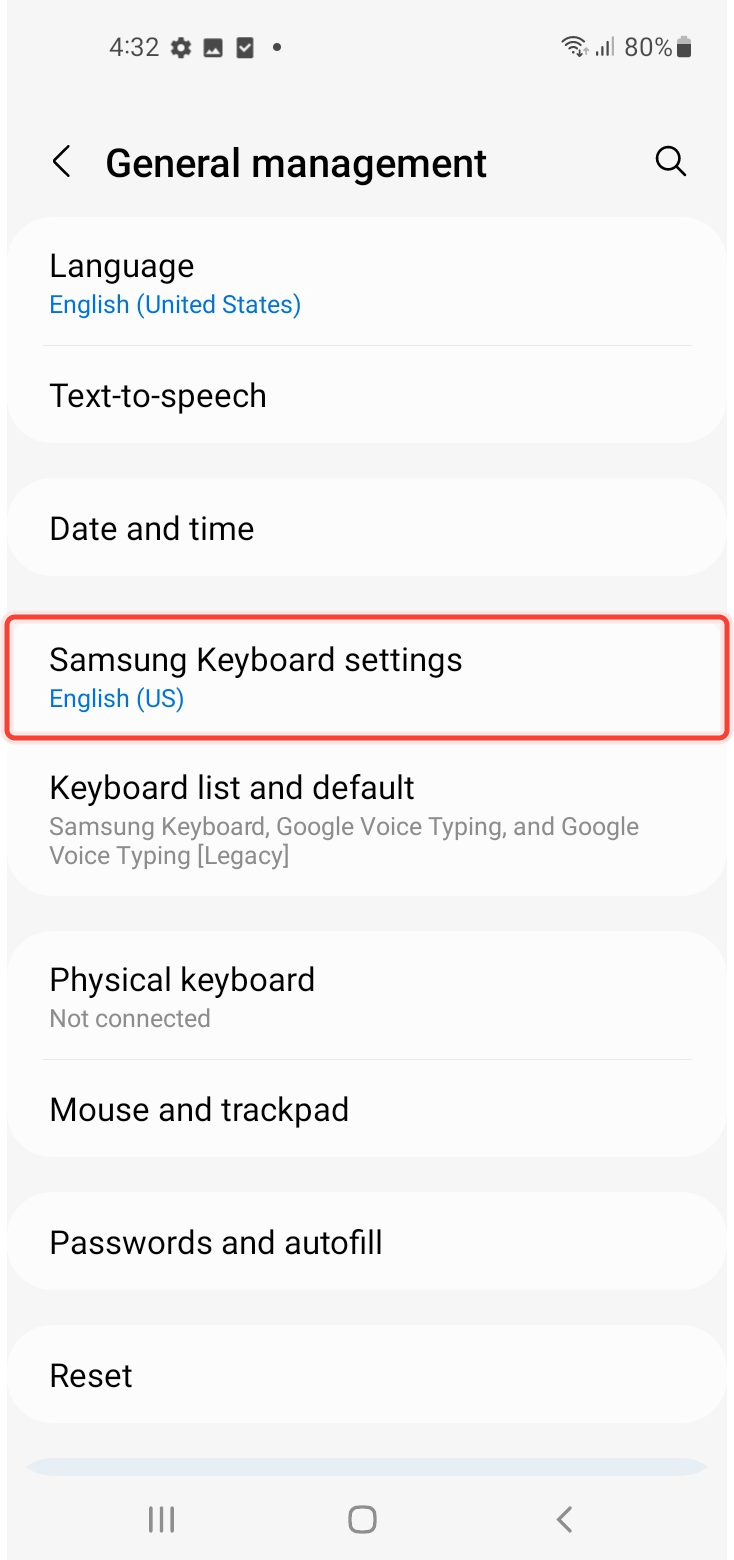 4:32 80%
General management
Language
English (United States)
Text-to-speech
Date and time
Samsung Keyboard settings
English (US)
Keyboard list and default
Samsung Keyboard, Google Voice Typing, and Google
Voice Typing [Legacy]
Physical keyboard
Not connected
Mouse and trackpad
Passwords and autofill
Reset